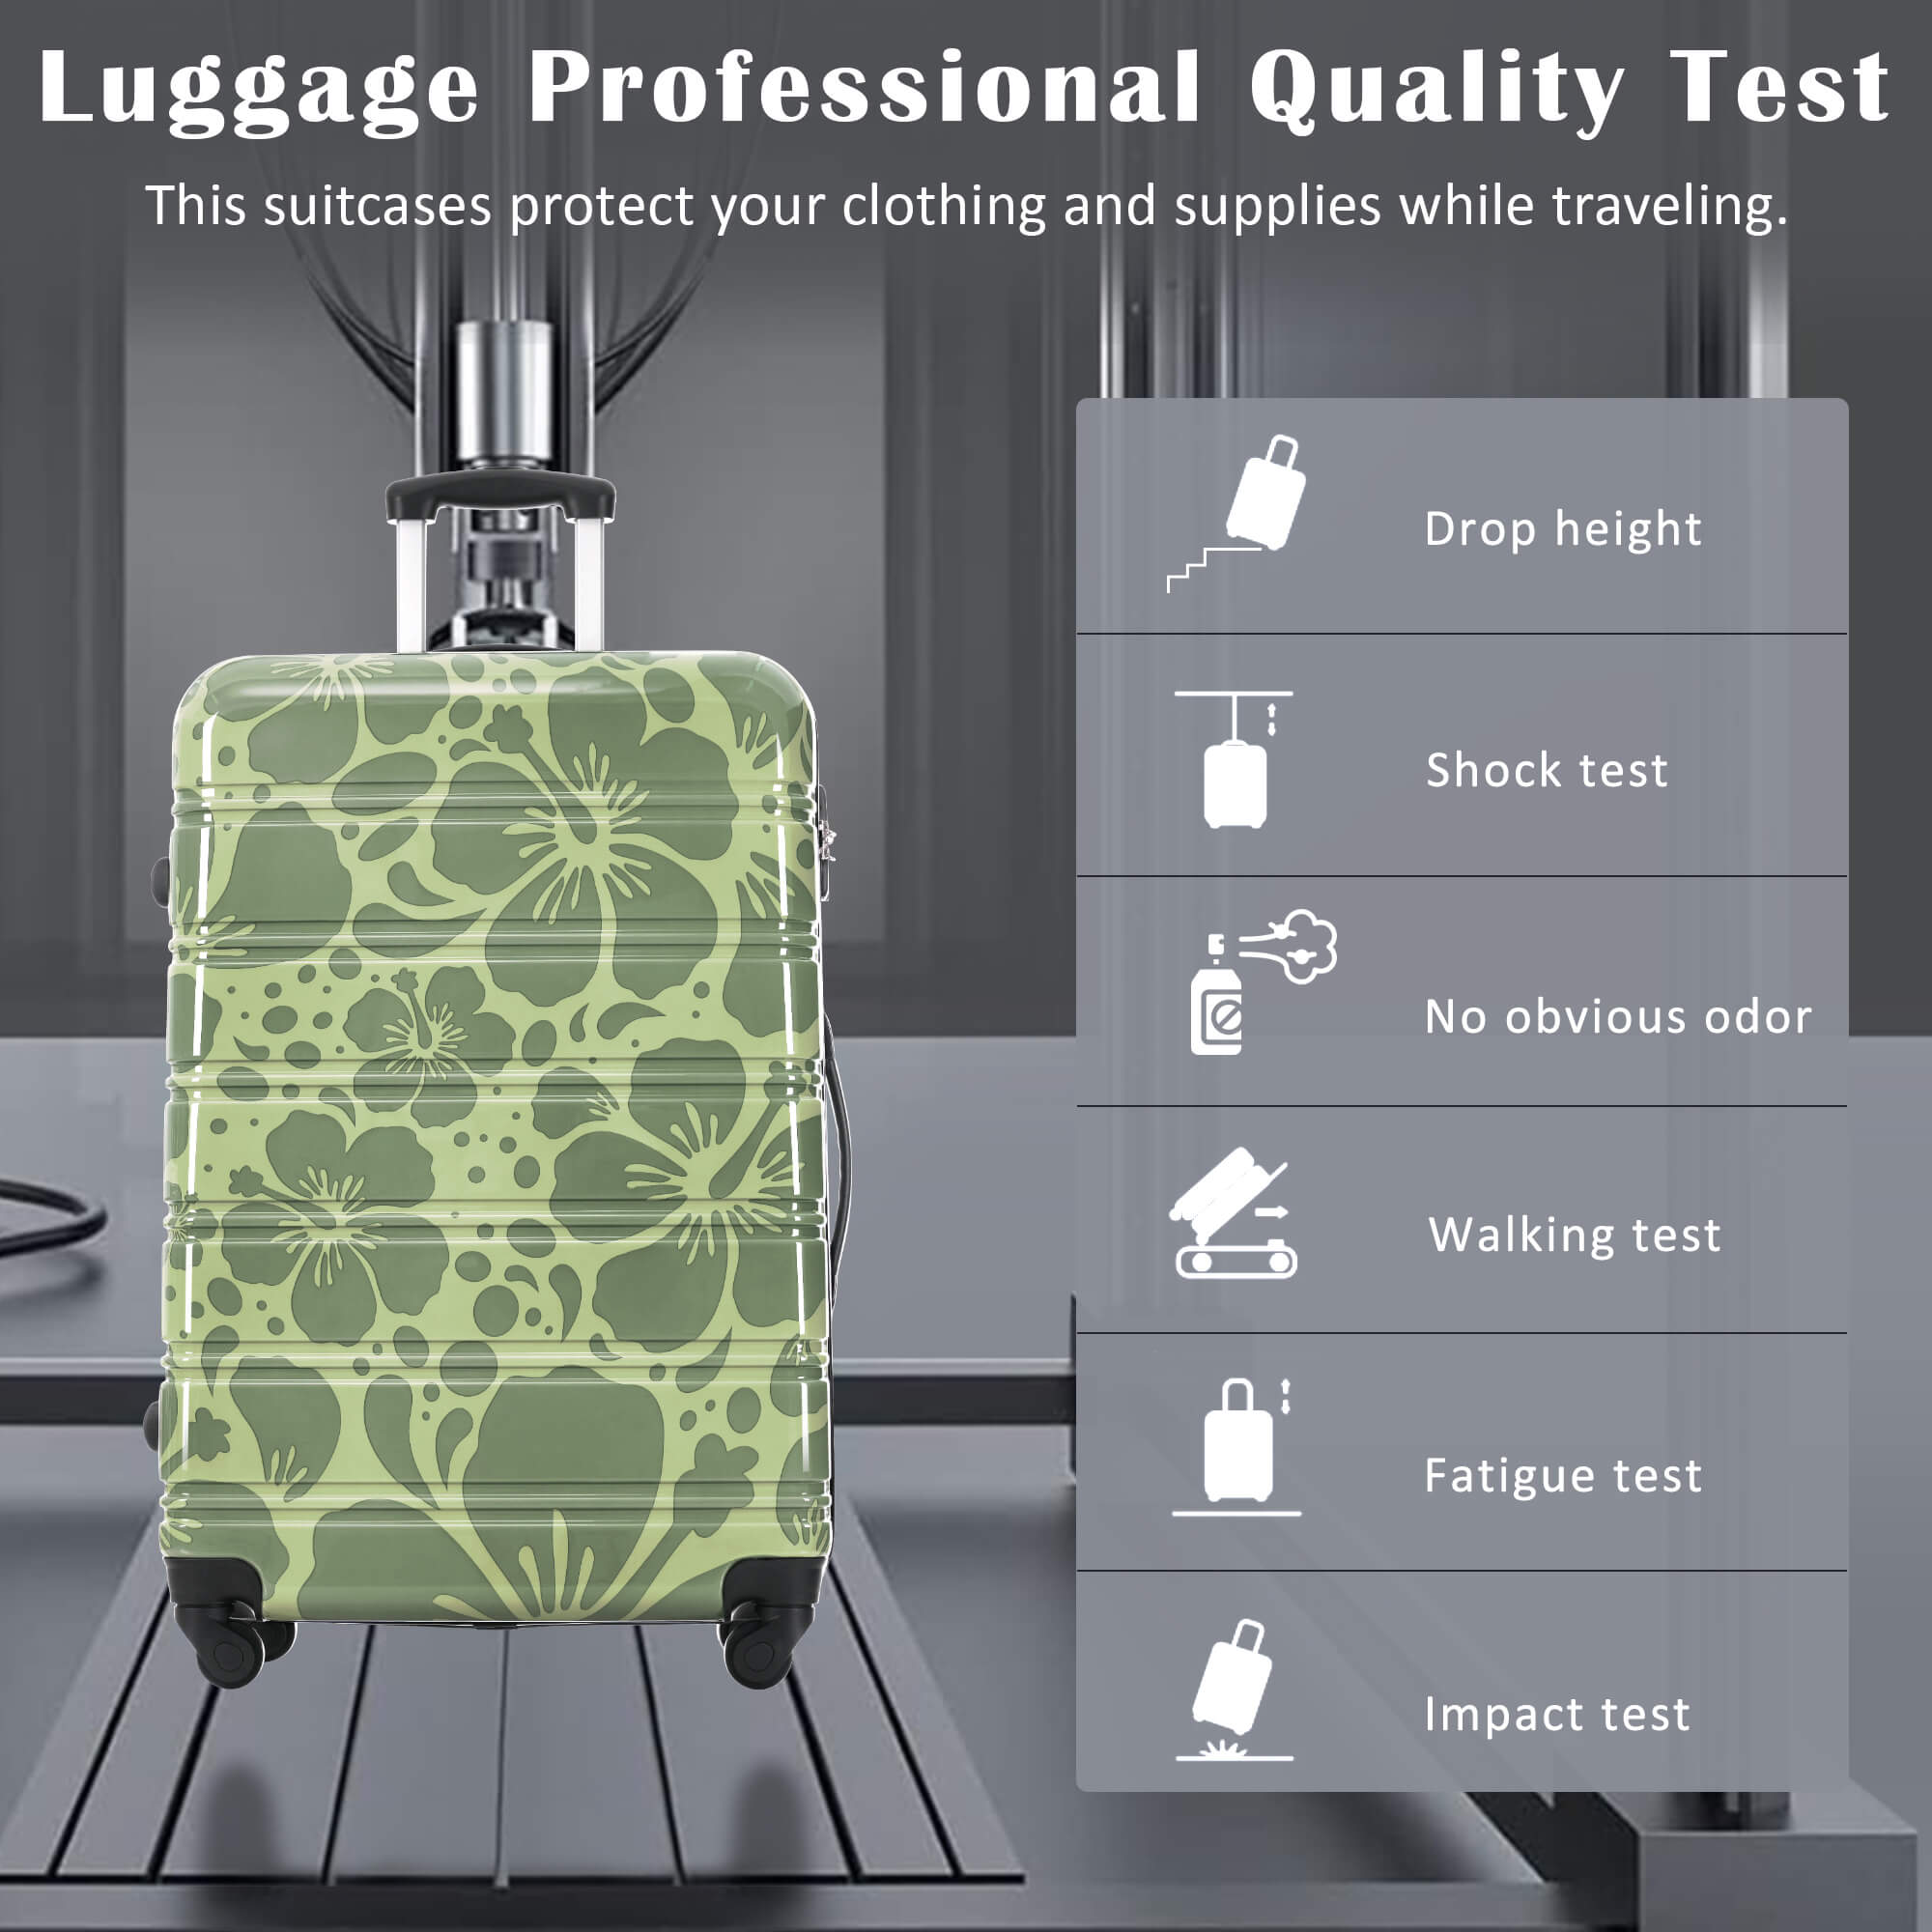 Luggage Professional Quality Test
This suitcases protect your clothing and supplies while traveling.
Drop height
Shock test
No obvious odor
Walking test
Fatigue test
Impact test